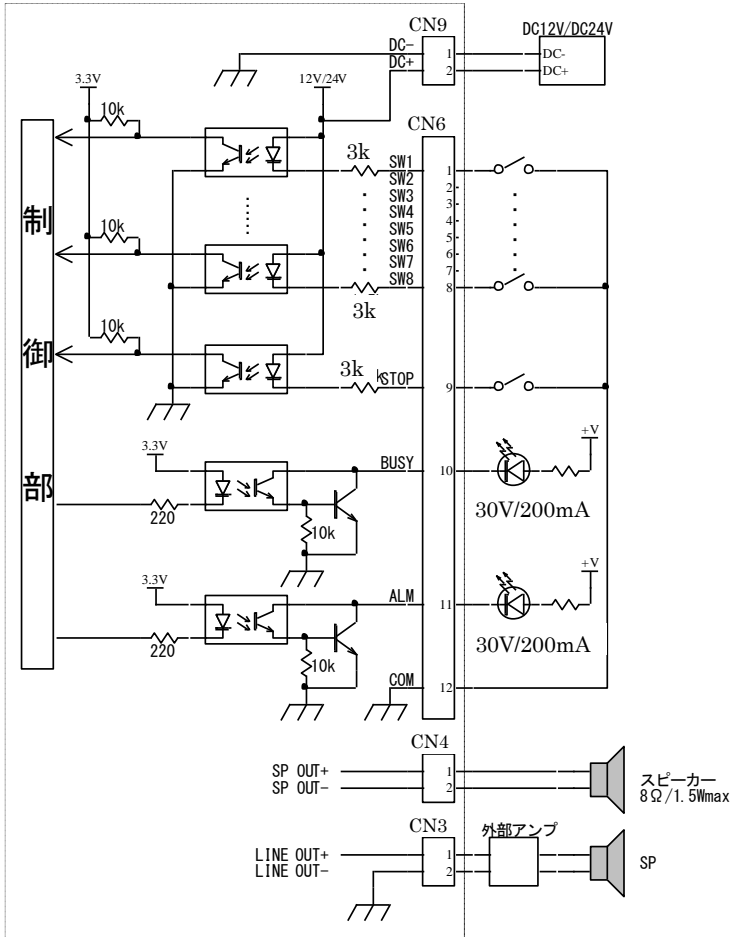 CN9
DC12V/DC24V
DC-
DC+
1
2
DC-
DC+
3.3V
12V/24V
10k
CN6
3k
SW1
SW2
SW3
SW4
SW5
SW6
SW7
SW8
1
2
3
4
5
6
7
8
10k
3k
10k
3k
kSTOP
9
制
御
部
3.3V
BUSY
10
+V
220
10k
30V/200mA
3.3V
ALM
11
+V
220
10k
30V/200mA
COM
12
CN4
SP OUT+
SP OUT-
1
2
スピーカー
8Ω/1.5Wmax
CN3
外部アンプ
LINE OUT+
LINE OUT-
1
2
SP